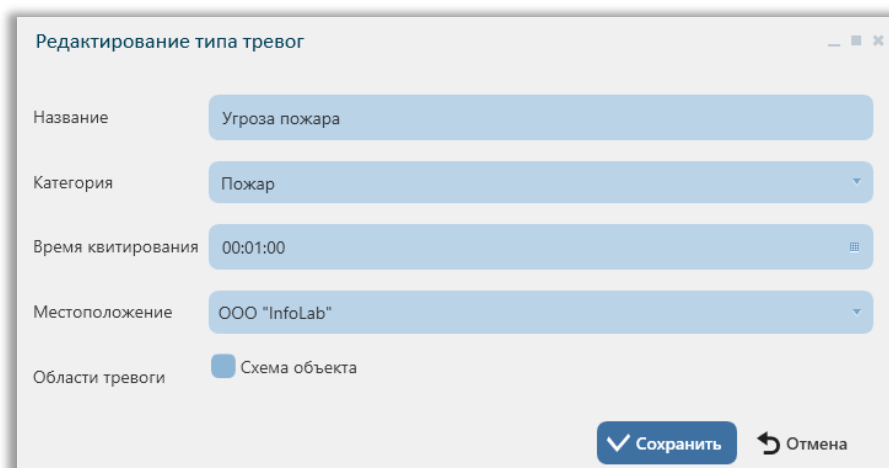 Редактирование типа тревог
Название Угроза пожара
Категория Пожар
Время квитирования 00:01:00
Местоположение ООО "InfoLab"
Области тревоги Схема объекта
Сохранить Отмена